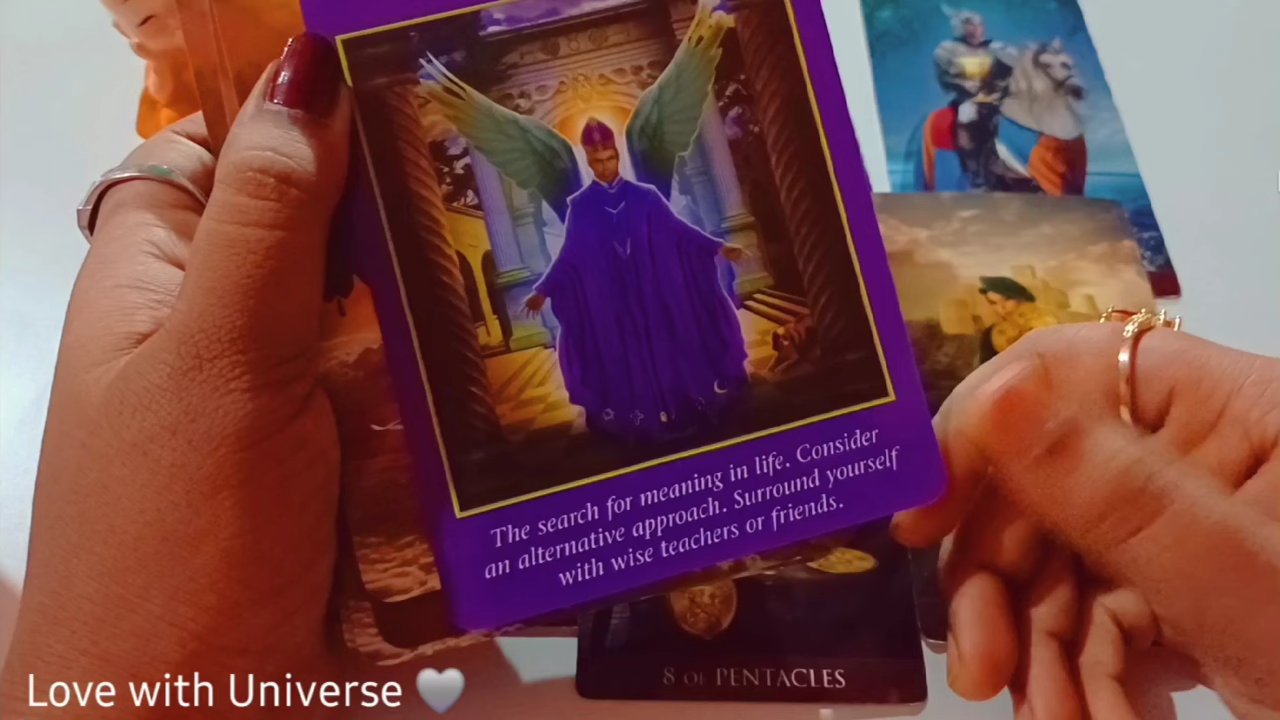 The search for meaning in life. Consider
an alternative approach. Surround yourself
with wise teachers or friends.
8 OF PENTACLES
Love with Universe 🤍